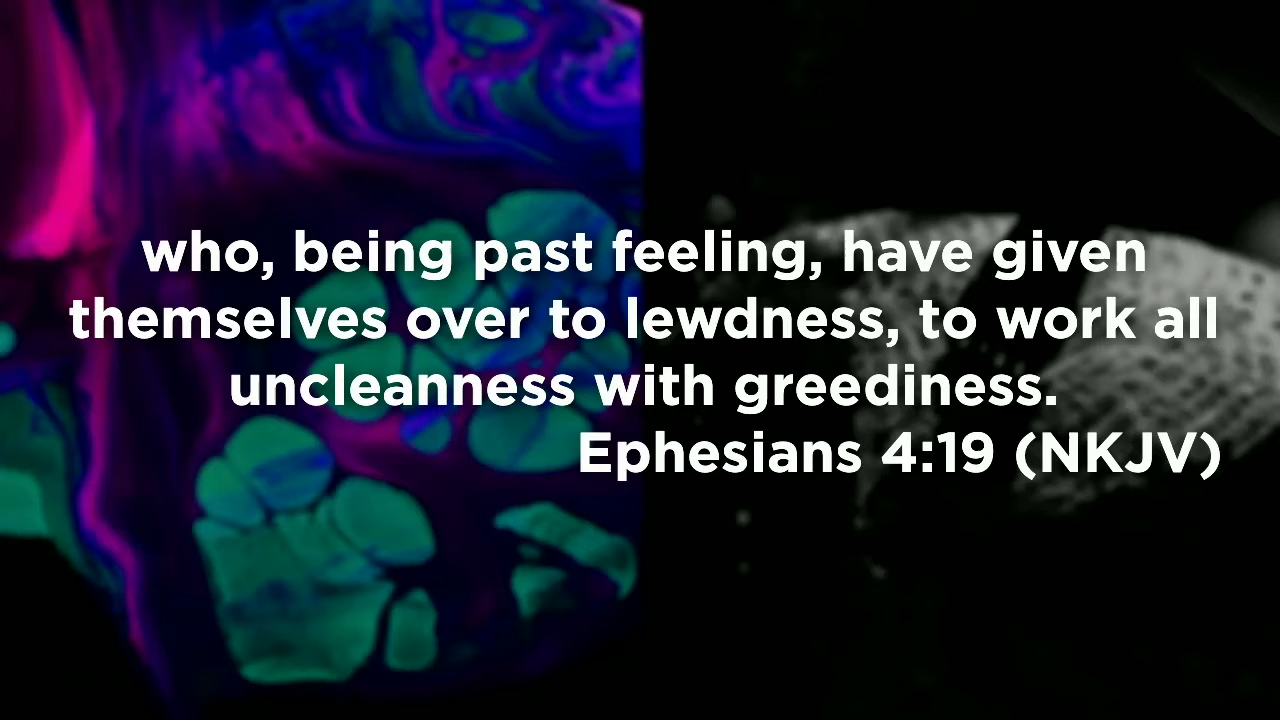 who, being past feeling, have given
themselves over to lewdness, to work all
uncleanness with greediness.
Ephesians 4:19 (NKJV)